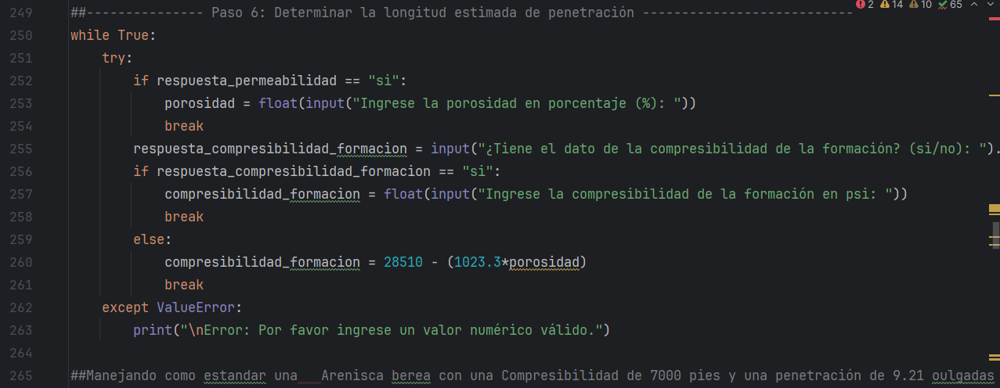 2 14 10 65
249 ##--------------- Paso 6: Determinar la longitud estimada de penetración ---------------------------
250 while True:
251     try:
252         if respuesta_permeabilidad == "si":
253             porosidad = float(input("Ingrese la porosidad en porcentaje (%): "))
254             break
255         respuesta_compresibilidad_formacion = input("¿Tiene el dato de la compresibilidad de la formación? (si/no): ").
256         if respuesta_compresibilidad_formacion == "si":
257             compresibilidad_formacion = float(input("Ingrese la compresibilidad de la formación en psi: "))
258             break
259         else:
260             compresibilidad_formacion = 28510 - (1023.3*porosidad)
261             break
262     except ValueError:
263         print("\nError: Por favor ingrese un valor numérico válido.")
264
265 ##Manejando como estandar una   Arenisca berea con una Compresibilidad de 7000 pies y una penetración de 9.21 oulgadas